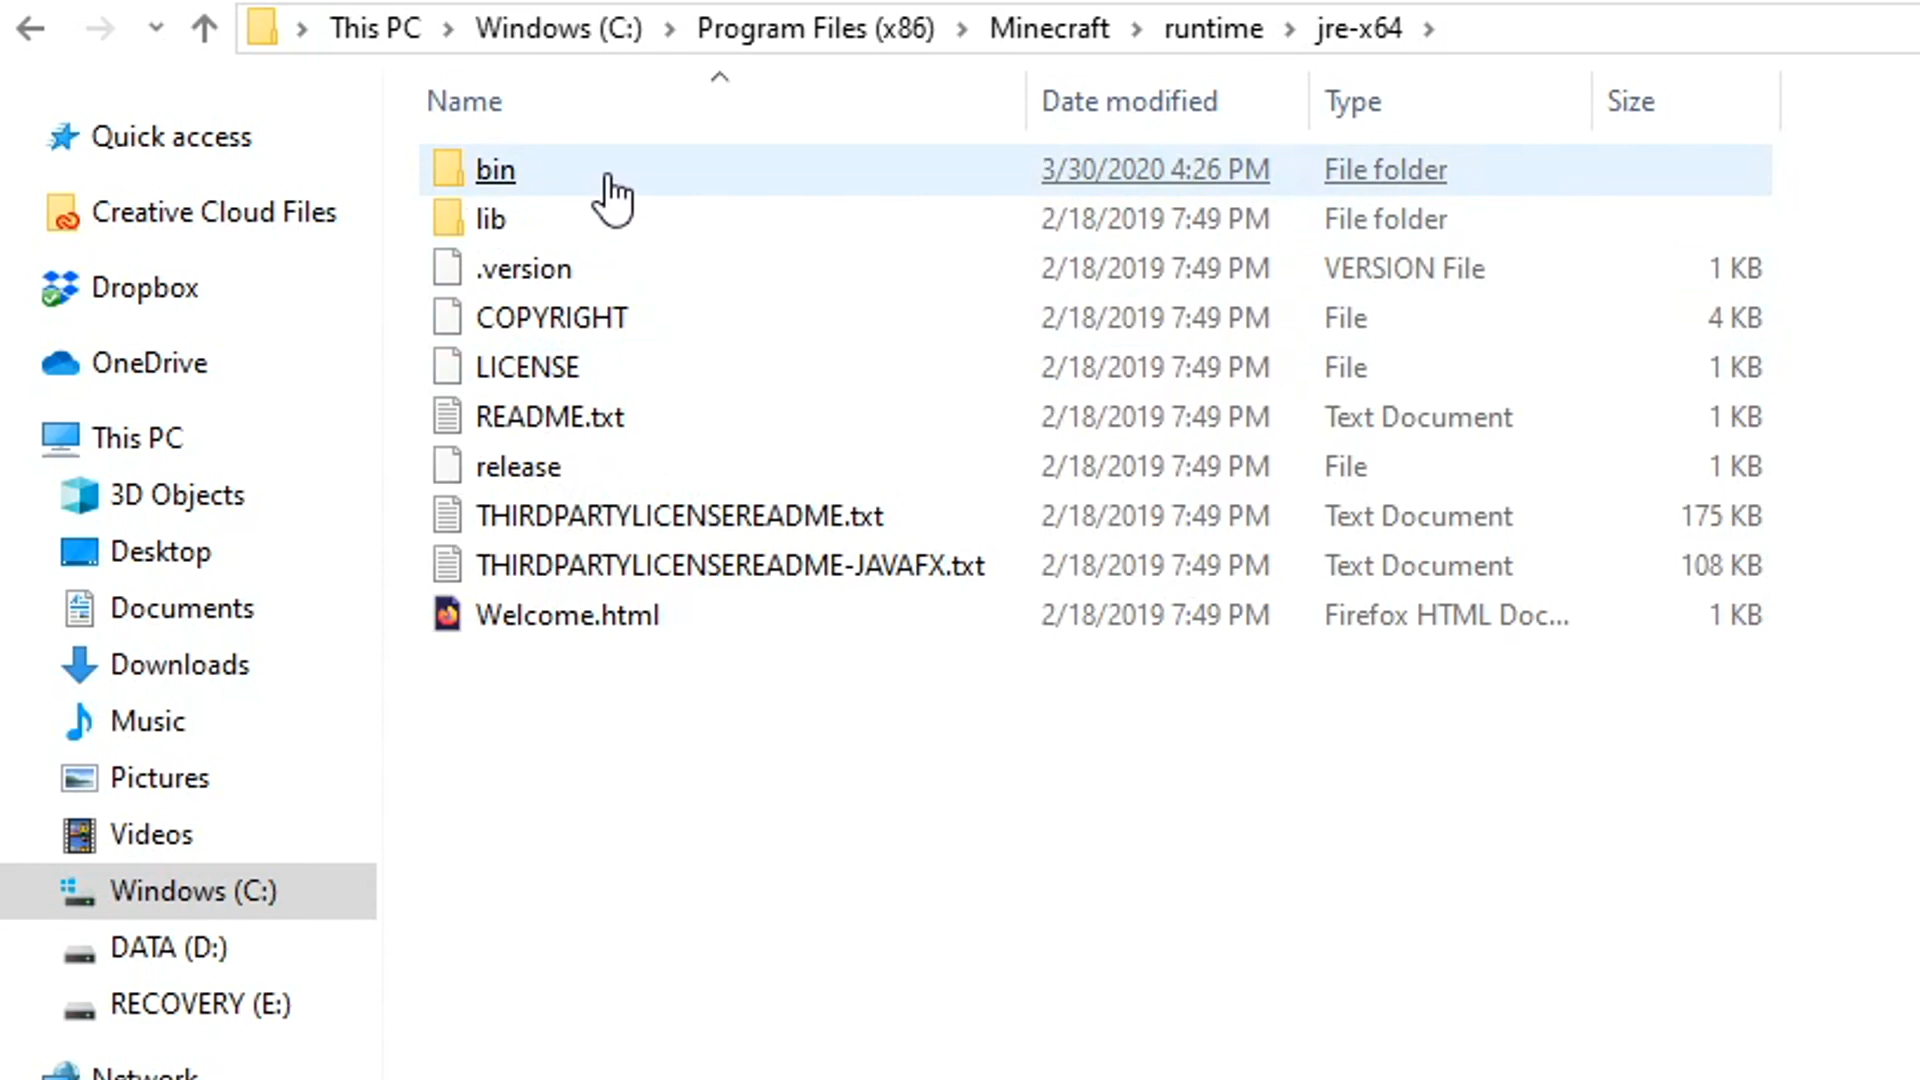 This PC > Windows (C:) > Program Files (x86) > Minecraft > runtime > jre-x64 >
Name Date modified Type Size
Quick access
Creative Cloud Files
Dropbox
OneDrive
This PC
3D Objects
Desktop
Documents
Downloads
Music
Pictures
Videos
Windows (C:)
DATA (D:)
RECOVERY (E:)
Network
bin 3/30/2020 4:26 PM File folder
lib 2/18/2019 7:49 PM File folder
.version 2/18/2019 7:49 PM VERSION File 1 KB
COPYRIGHT 2/18/2019 7:49 PM File 4 KB
LICENSE 2/18/2019 7:49 PM File 1 KB
README.txt 2/18/2019 7:49 PM Text Document 1 KB
release 2/18/2019 7:49 PM File 1 KB
THIRDPARTYLICENSEREADME.txt 2/18/2019 7:49 PM Text Document 175 KB
THIRDPARTYLICENSEREADME-JAVAFX.txt 2/18/2019 7:49 PM Text Document 108 KB
Welcome.html 2/18/2019 7:49 PM Firefox HTML Doc... 1 KB